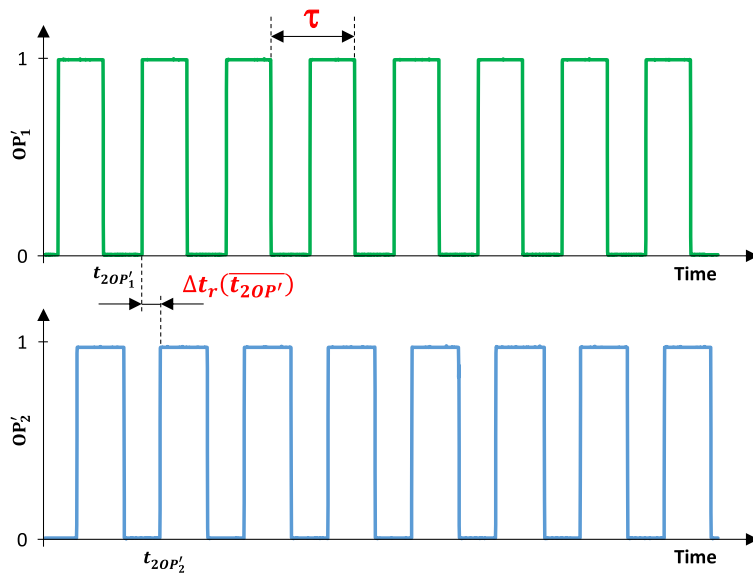 τ
1
OP′₁
0
t₂OP′₁
Time
Δtᵣ(t₂OP′)
1
OP′₂
0
t₂OP′₂
Time